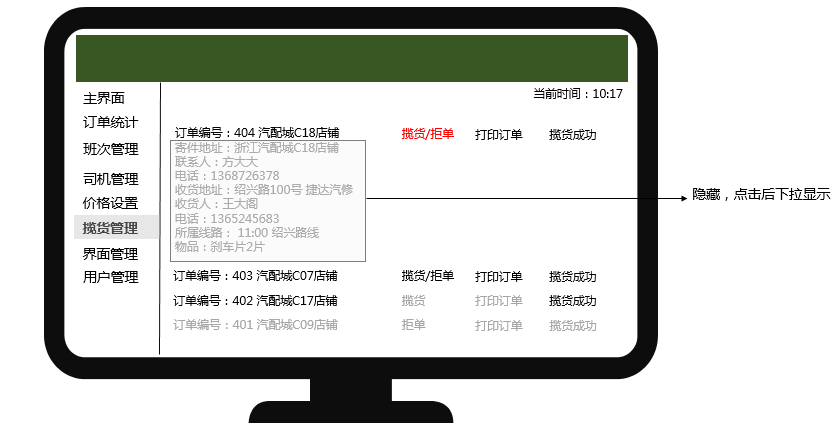 当前时间：10:17
主界面
订单统计
班次管理
司机管理
价格设置
揽货管理
界面管理
用户管理
订单编号：404 汽配城C18店铺 揽货/拒单 打印订单 揽货成功
寄件地址：浙江汽配城C18店铺
联系人：方大大
电话：1368726378
收货地址：绍兴路100号 捷达汽修
收货人：王大阁
电话：1365245683
所属线路： 11:00 绍兴路线
物品：刹车片2片
隐藏，点击后下拉显示
订单编号：403 汽配城C07店铺 揽货/拒单 打印订单 揽货成功
订单编号：402 汽配城C17店铺 揽货 打印订单 揽货成功
订单编号：401 汽配城C09店铺 拒单 打印订单 揽货成功